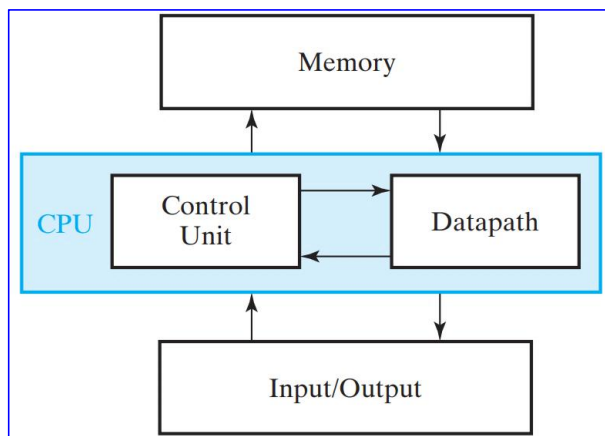 Memory
CPU
Control
Unit
Datapath
Input/Output